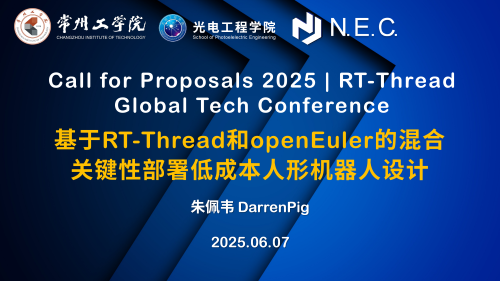 常州工学院
CHANGZHOU INSTITUTE OF TECHNOLOGY
光电工程学院
School of Photoelectric Engineering
N.E.C.
Call for Proposals 2025 | RT-Thread
Global Tech Conference
基于RT-Thread和openEuler的混合
关键性部署低成本人形机器人设计
朱佩韦 DarrenPig
2025.06.07